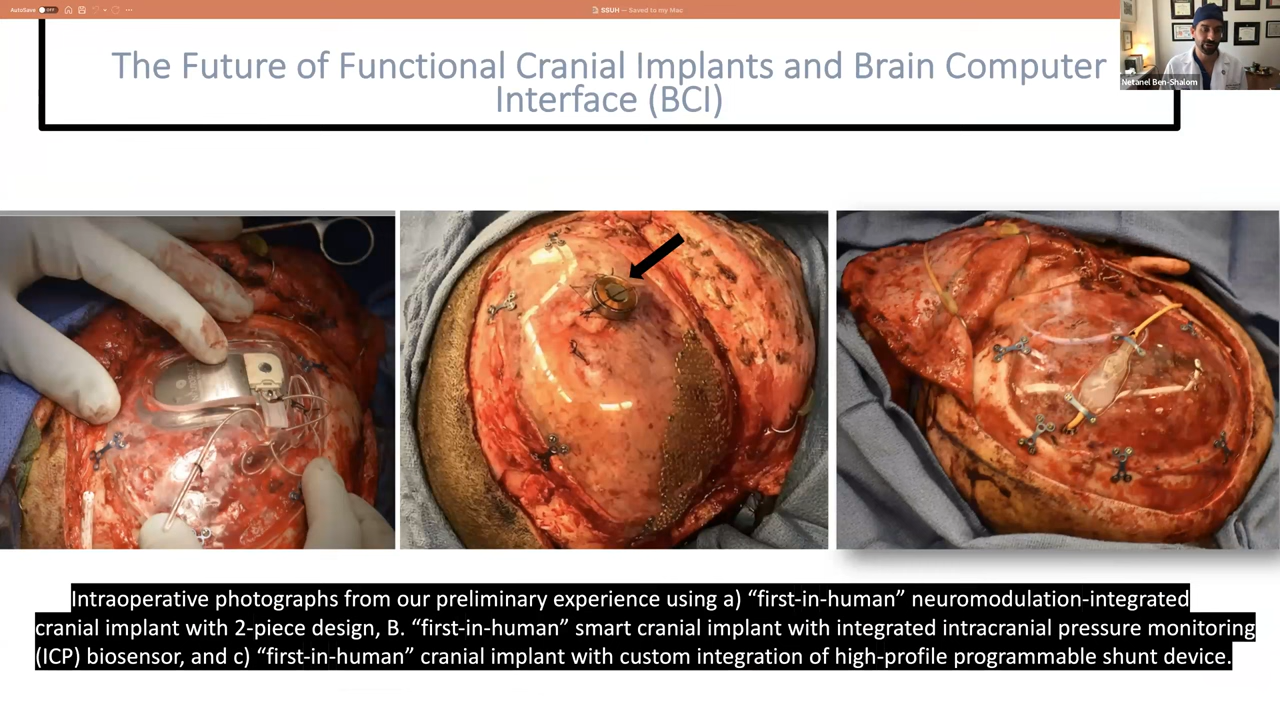 AutoSave OFF
SSUH — Saved to my Mac
The Future of Functional Cranial Implants and Brain Computer
Interface (BCI)
Netanel Ben-Shalom
Intraoperative photographs from our preliminary experience using a) “first-in-human” neuromodulation-integrated
cranial implant with 2-piece design, B. “first-in-human” smart cranial implant with integrated intracranial pressure monitoring
(ICP) biosensor, and c) “first-in-human” cranial implant with custom integration of high-profile programmable shunt device.